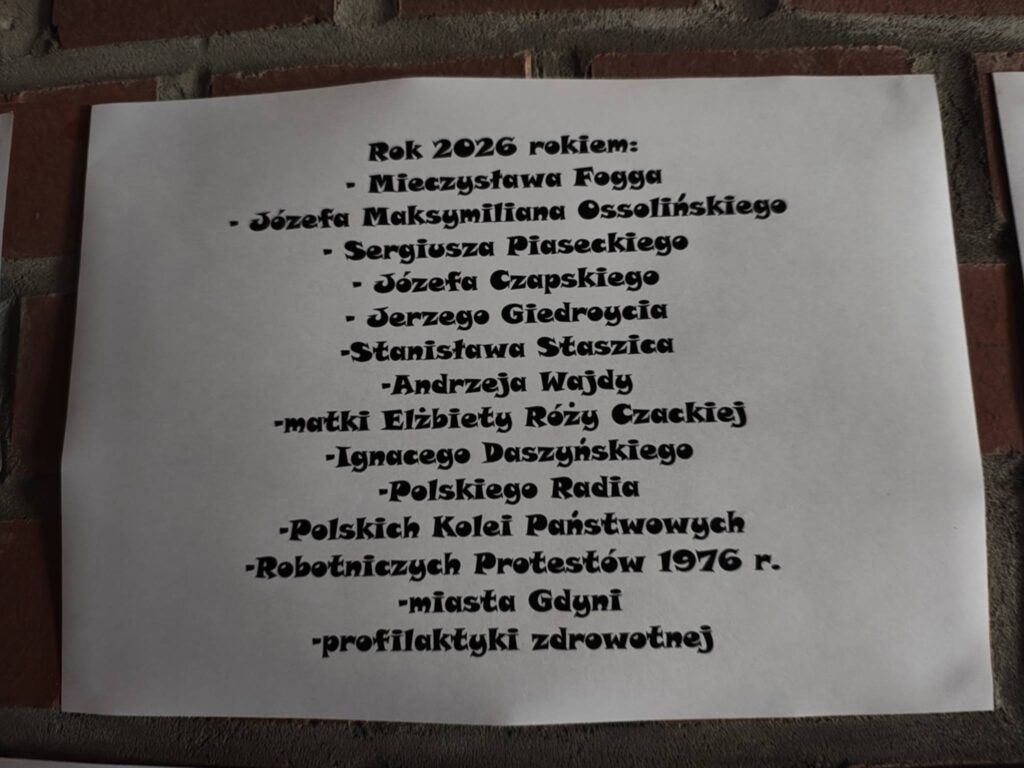 Rok 2026 rokiem:
- Mieczysława Fogga
- Józefa Maksymiliana Ossolińskiego
- Sergiusza Piaseckiego
- Józefa Czapskiego
- Jerzego Giedroycia
-Stanisława Staszica
-Andrzeja Wajdy
-matki Elżbiety Róży Czackiej
-Ignacego Daszyńskiego
-Polskiego Radia
-Polskich Kolei Państwowych
-Robotniczych Protestów 1976 r.
-miasta Gdyni
-profilaktyki zdrowotnej